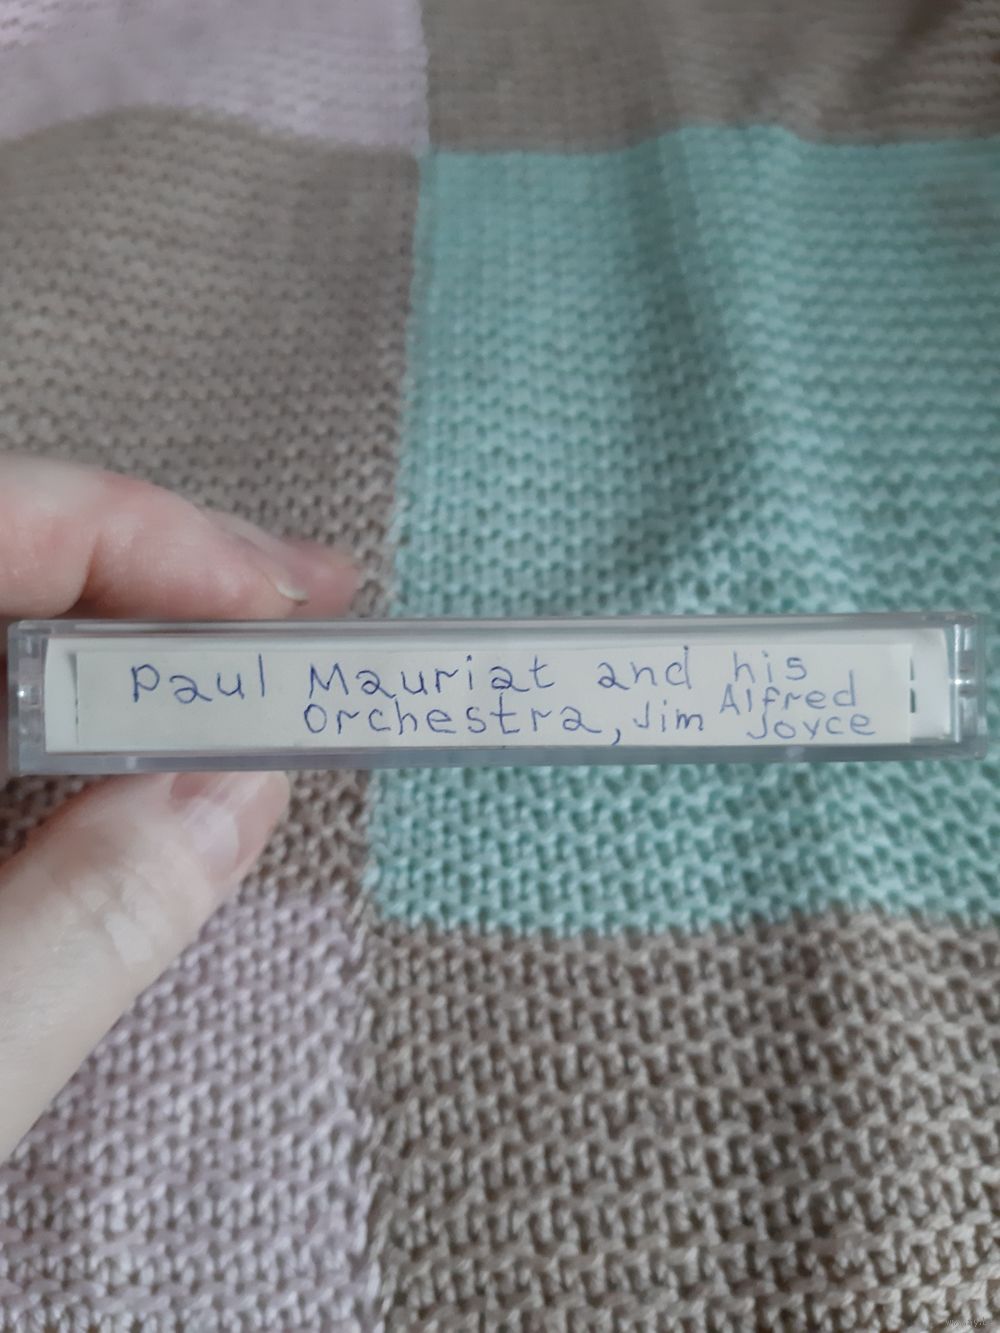 Paul Mauriat and his
Orchestra, Jim Alfred
Joyce